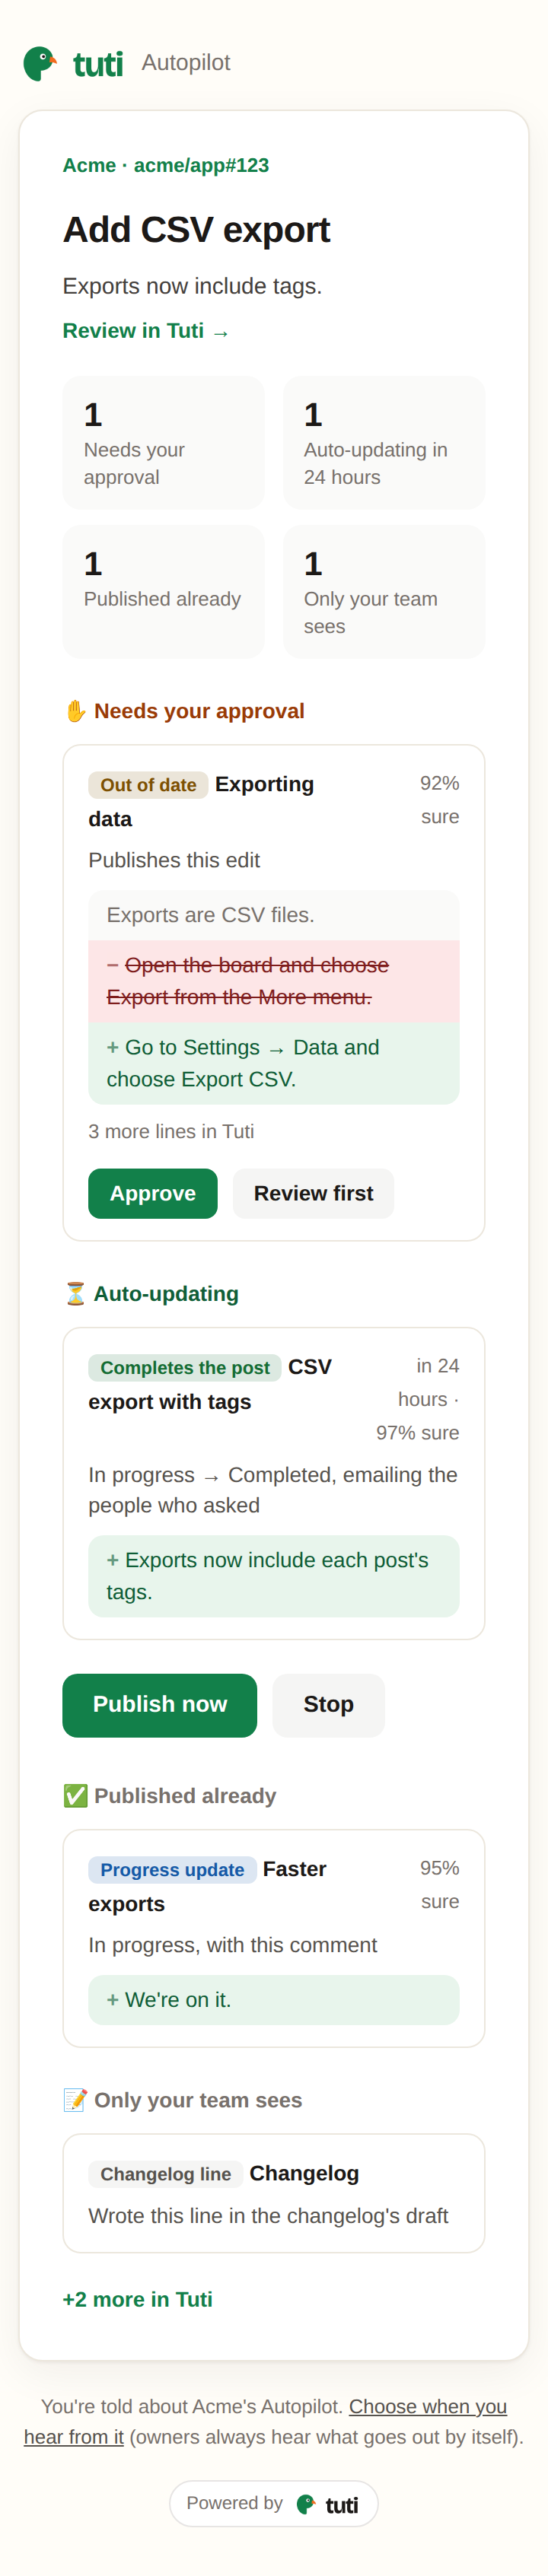 tuti Autopilot
Acme · acme/app#123
Add CSV export
Exports now include tags.
Review in Tuti →
1
Needs your
approval
1
Auto-updating in
24 hours
1
Published already
1
Only your team
sees
✋ Needs your approval
Out of date Exporting
data
92%
sure
Publishes this edit
Exports are CSV files.
− Open the board and choose
Export from the More menu.
+ Go to Settings → Data and
choose Export CSV.
3 more lines in Tuti
Approve
Review first
⏳ Auto-updating
Completes the post CSV
export with tags
in 24
hours ·
97% sure
In progress → Completed, emailing the
people who asked
+ Exports now include each post's
tags.
Publish now
Stop
✅ Published already
Progress update Faster
exports
95%
sure
In progress, with this comment
+ We're on it.
📝 Only your team sees
Changelog line Changelog
Wrote this line in the changelog's draft
+2 more in Tuti
You're told about Acme's Autopilot. Choose when you
hear from it (owners always hear what goes out by itself).
Powered by tuti